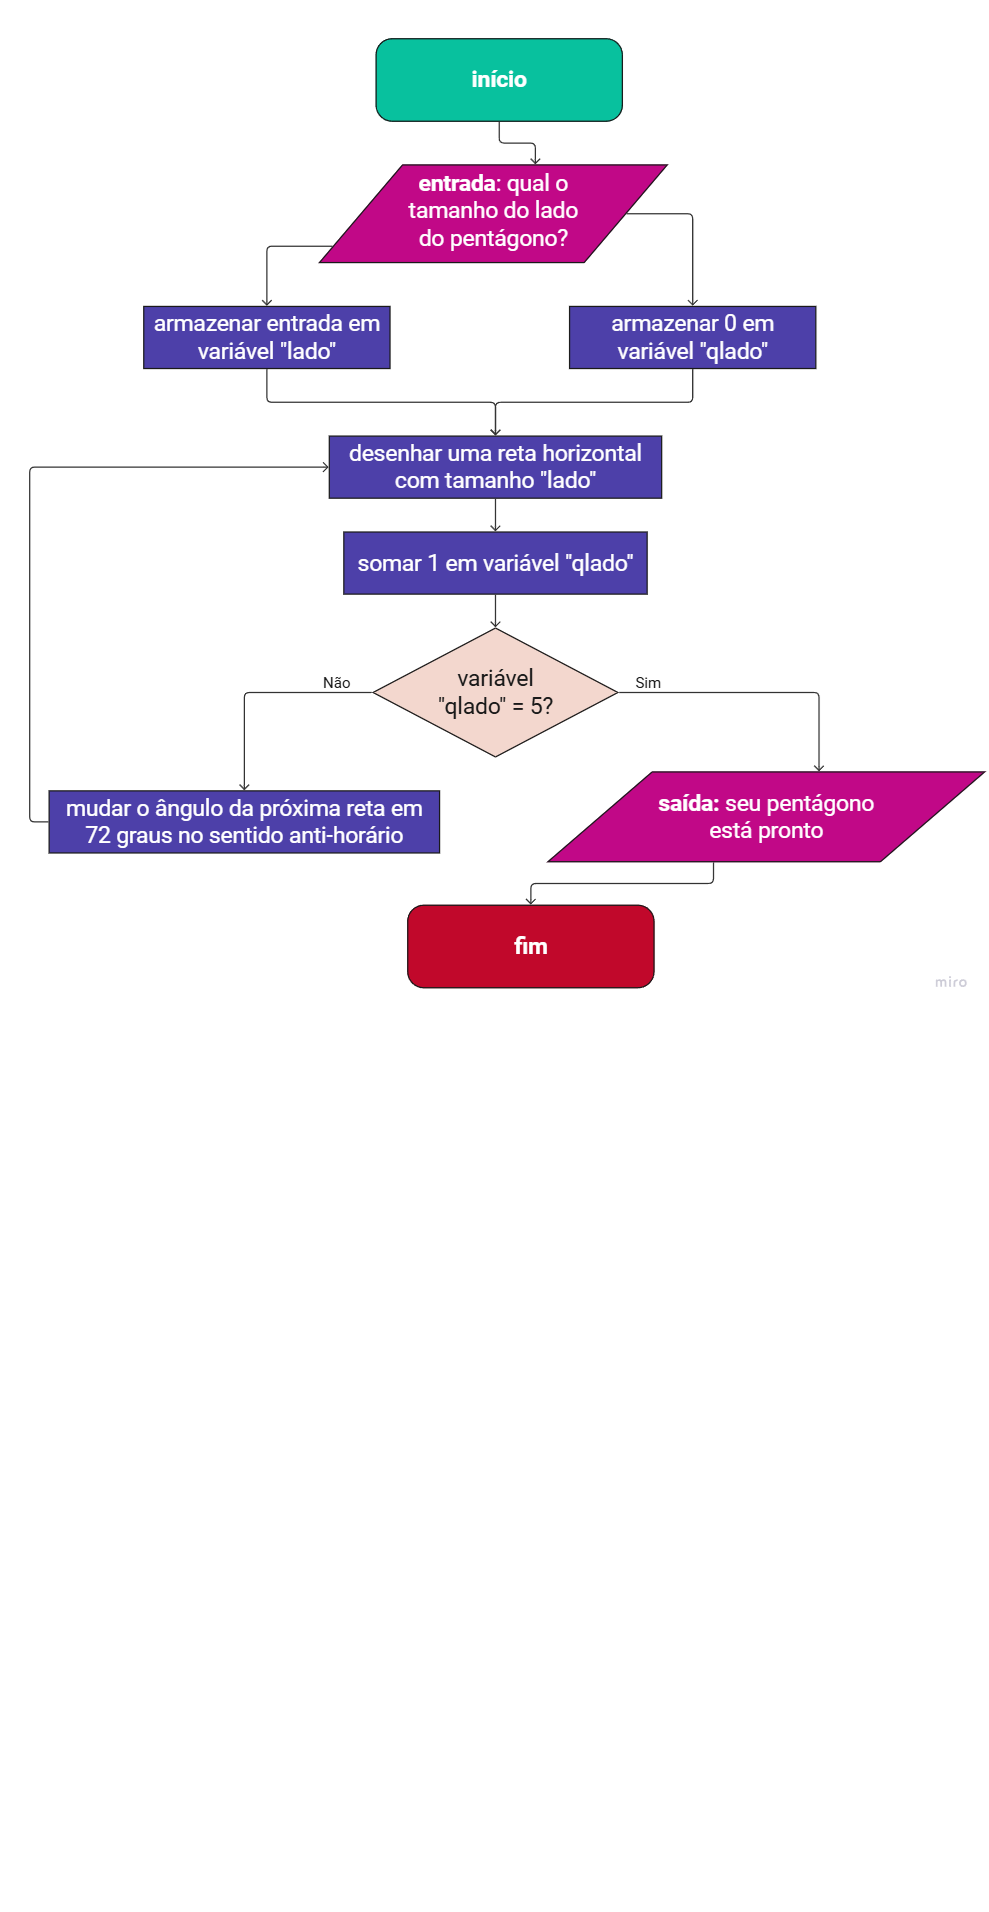 início
entrada: qual o
tamanho do lado
do pentágono?
armazenar entrada em
variável "lado"
armazenar 0 em
variável "qlado"
desenhar uma reta horizontal
com tamanho "lado"
somar 1 em variável "qlado"
variável
"qlado" = 5?
Não
Sim
mudar o ângulo da próxima reta em
72 graus no sentido anti-horário
saída: seu pentágono
está pronto
fim
miro